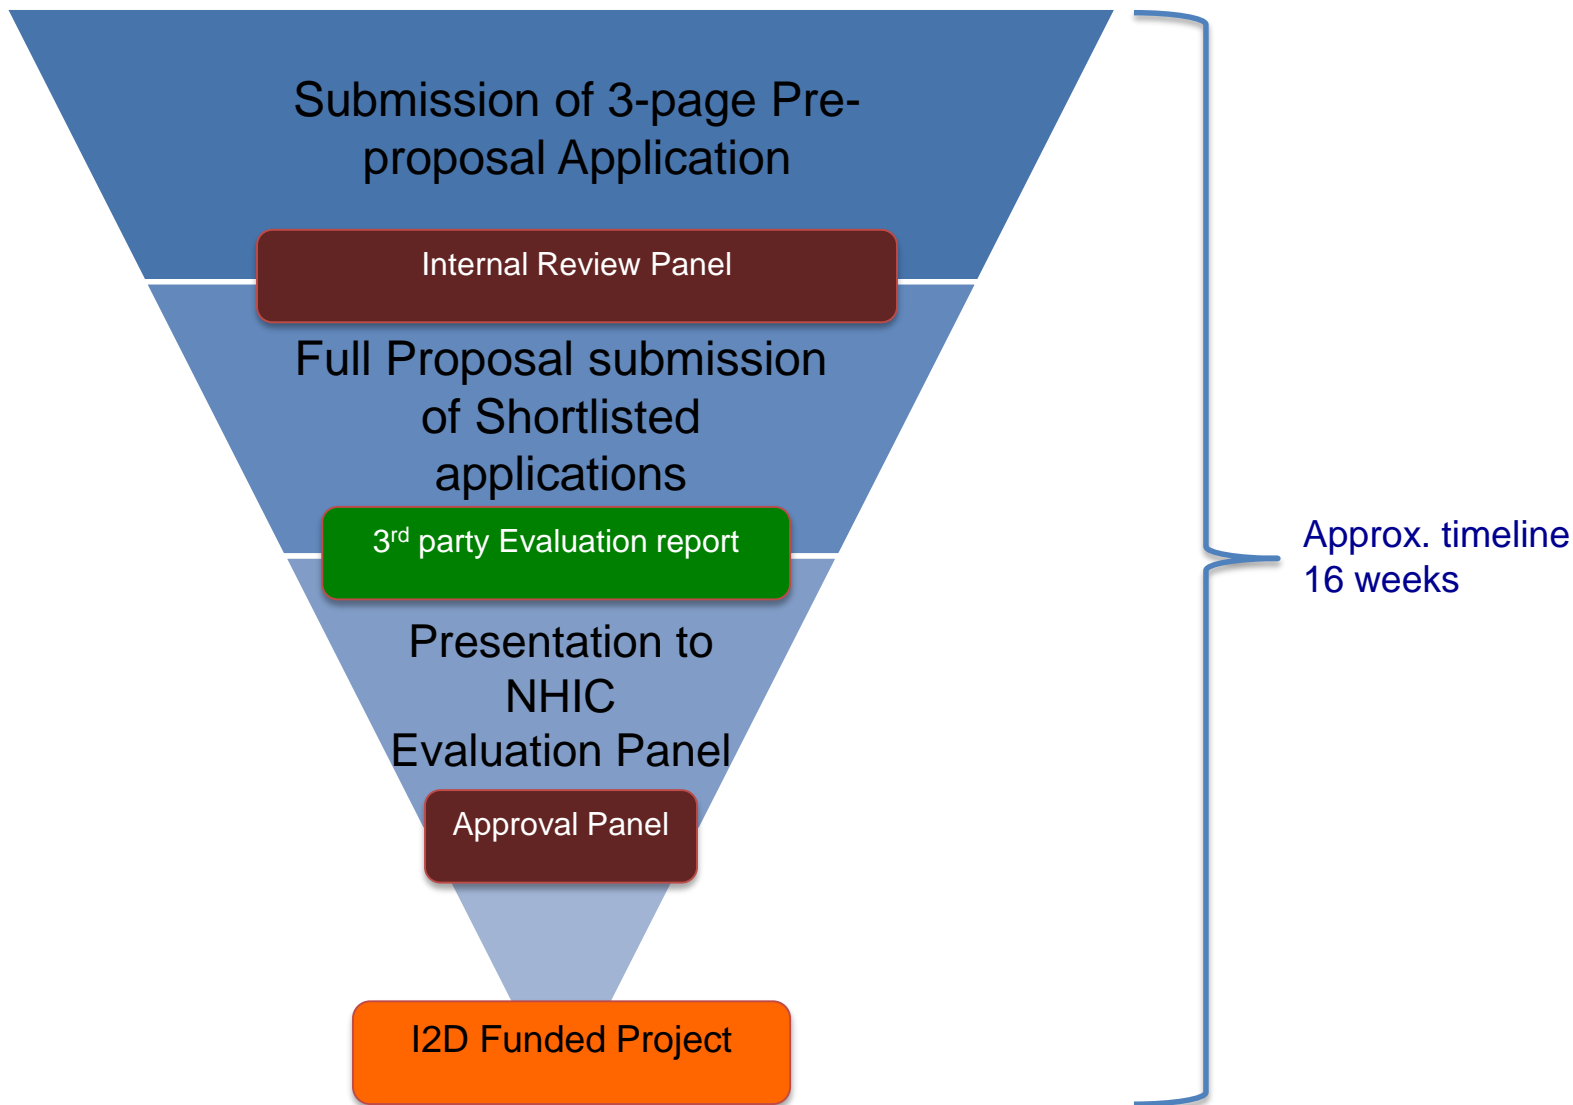 Submission of 3-page Pre-
proposal Application
Internal Review Panel
Full Proposal submission
of Shortlisted
applications
3rd party Evaluation report
Presentation to
NHIC
Evaluation Panel
Approval Panel
I2D Funded Project
Approx. timeline
16 weeks